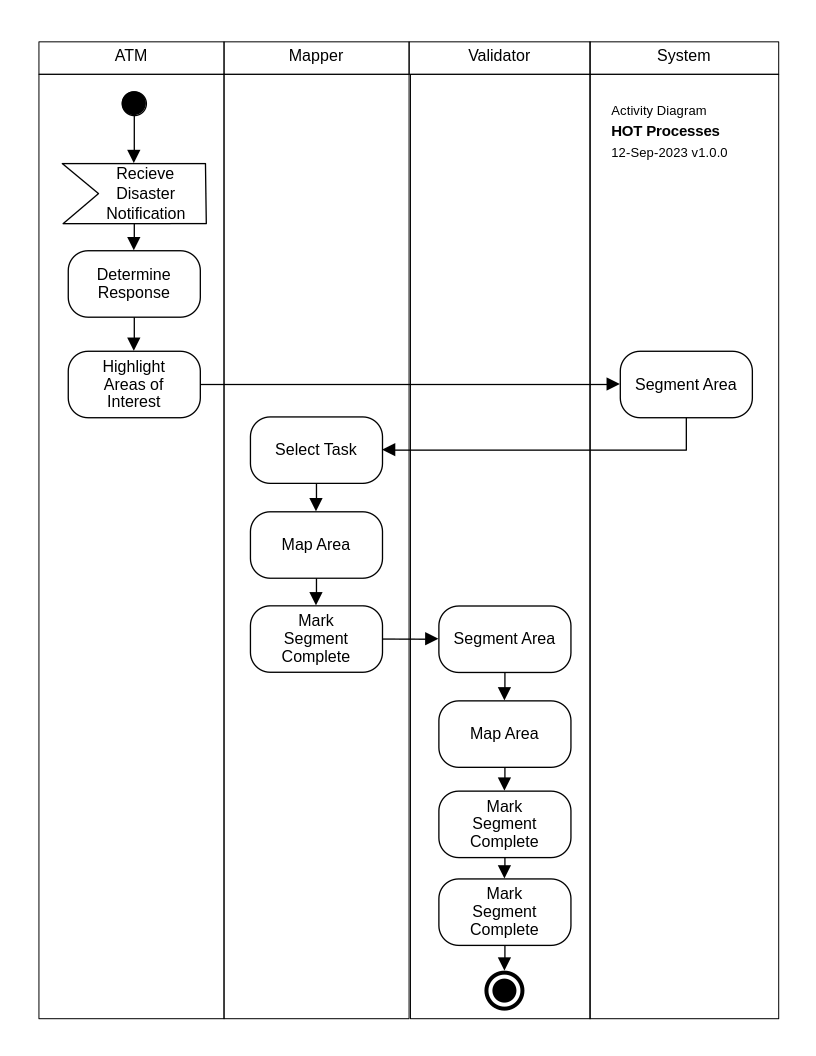 ATM
Mapper
Validator
System
Activity Diagram
HOT Processes
12-Sep-2023 v1.0.0
Recieve
Disaster
Notification
Determine
Response
Highlight
Areas of
Interest
Segment Area
Select Task
Map Area
Mark
Segment
Complete
Segment Area
Map Area
Mark
Segment
Complete
Mark
Segment
Complete